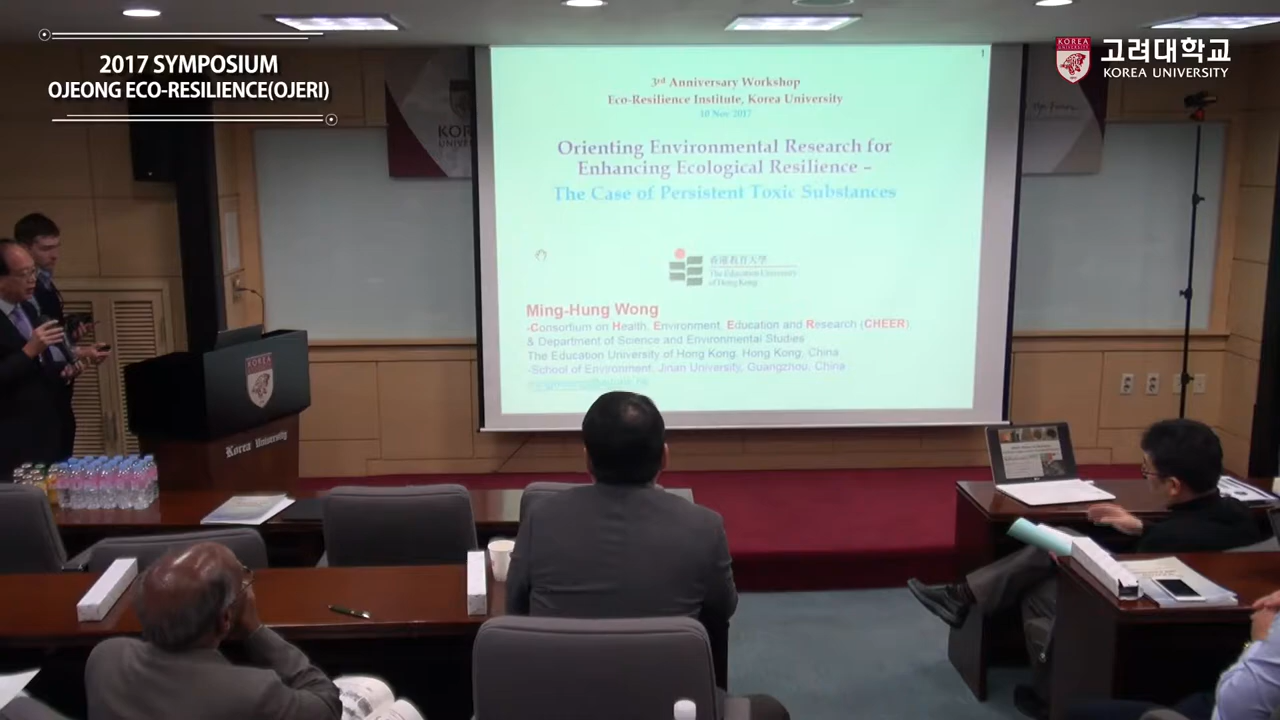 2017 SYMPOSIUM
OJEONG ECO-RESILIENCE(OJERI)
KOREA
고려대학교
KOREA UNIVERSITY
1
3rd Anniversary Workshop
Eco-Resilience Institute, Korea University
10 Nov 2017
Orienting Environmental Research for
Enhancing Ecological Resilience –
The Case of Persistent Toxic Substances
香港教育大學
The Education University
of Hong Kong
Ming-Hung Wong
-Consortium on Health, Environment, Education and Research (CHEER)
& Department of Science and Environmental Studies
The Education University of Hong Kong, Hong Kong, China
-School of Environment, Jinan University, Guangzhou, China
KOREA
Korea University